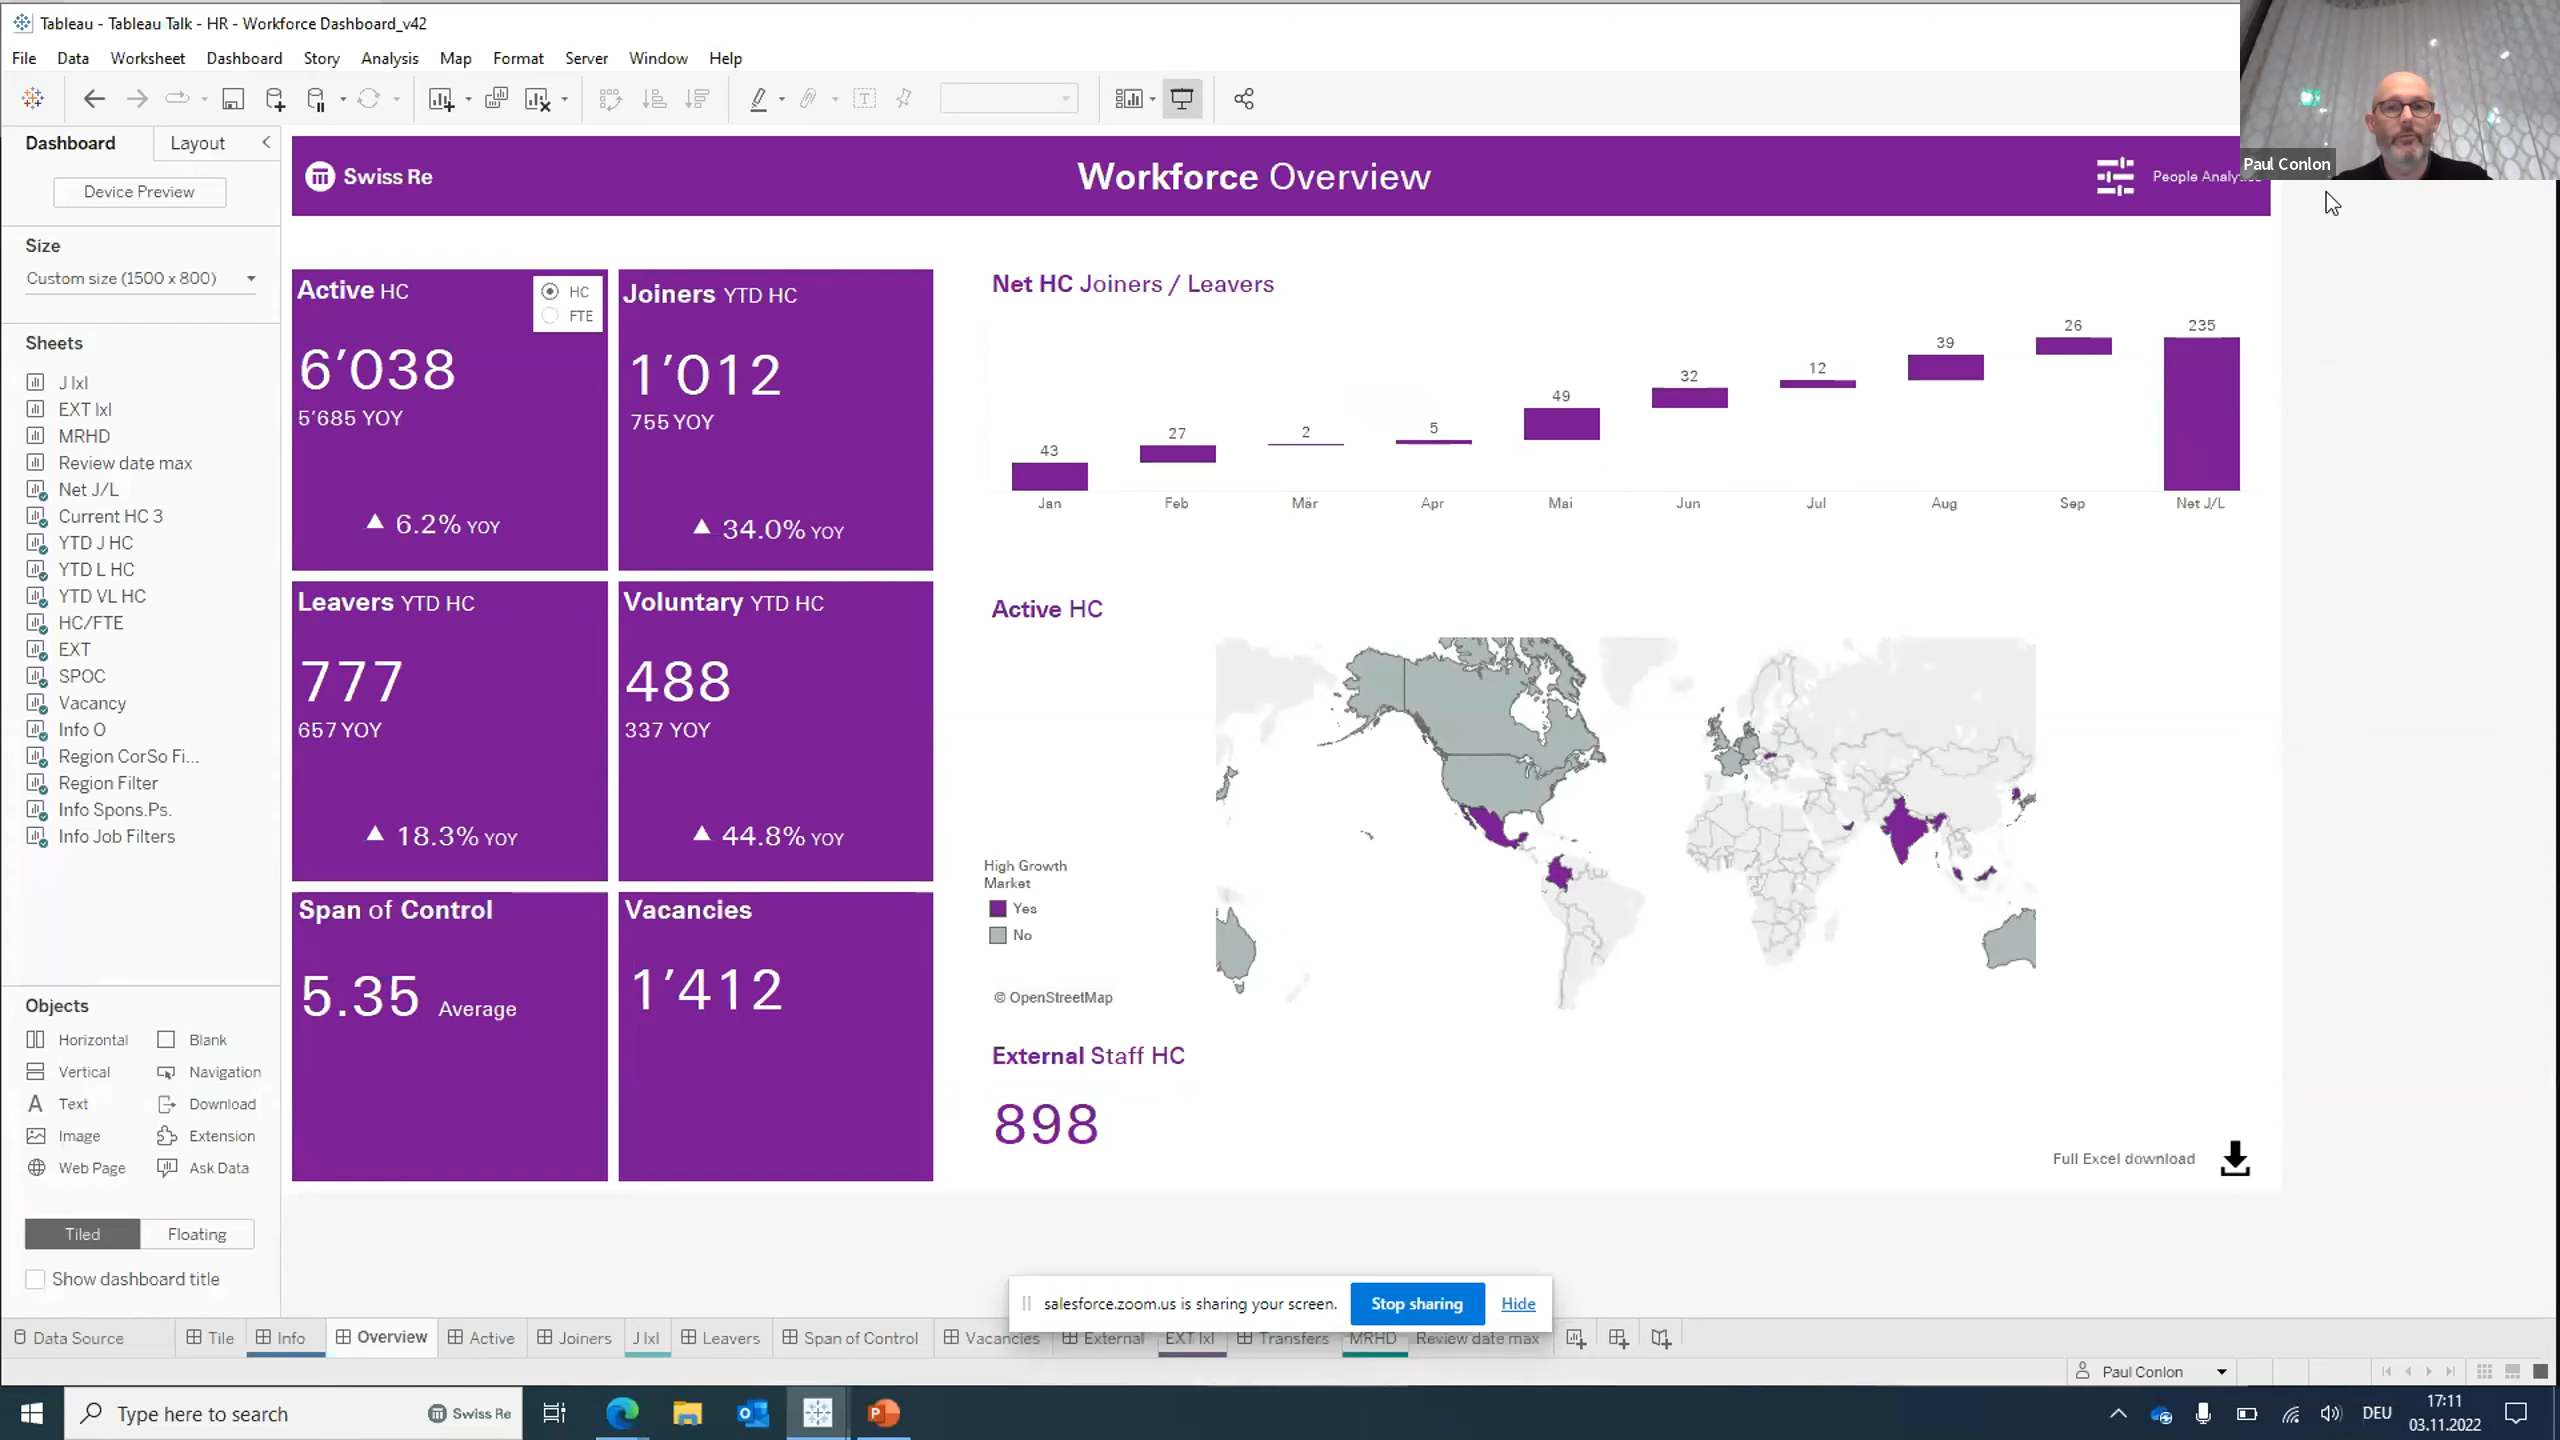 Tableau - Tableau Talk - HR - Workforce Dashboard_v42
File Data Worksheet Dashboard Story Analysis Map Format Server Window Help
Dashboard Layout
Device Preview
Size
Custom size (1500 x 800)
Sheets
J lxl
EXT lxl
MRHD
Review date max
Net J/L
Current HC 3
YTD J HC
YTD L HC
YTD VL HC
HC/FTE
EXT
SPOC
Vacancy
Info O
Region CorSo Fi...
Region Filter
Info Spons.Ps.
Info Job Filters
Objects
Horizontal Blank
Vertical Navigation
Text Download
Image Extension
Web Page Ask Data
Tiled Floating
Show dashboard title
Swiss Re
Workforce Overview
People
Paul Conlon
Active HC
HC
FTE
6’038
5’685 YOY
6.2% YOY
Joiners YTD HC
1’012
755 YOY
34.0% YOY
Leavers YTD HC
777
657 YOY
18.3% YOY
Voluntary YTD HC
488
337 YOY
44.8% YOY
Span of Control
5.35 Average
Vacancies
1’412
Net HC Joiners / Leavers
43 27 2 5 49 32 12 39 26 235
Jan Feb Mär Apr Mai Jun Jul Aug Sep Net J/L
Active HC
High Growth
Market
Yes
No
© OpenStreetMap
External Staff HC
898
Full Excel download
salesforce.zoom.us is sharing your screen. Stop sharing Hide
Data Source Tile Info Overview Active Joiners J lxl Leavers Span of Control Vacancies External EXT lxl Transfers MRHD Review date max
Paul Conlon
Type here to search Swiss Re
DEU
17:11
03.11.2022